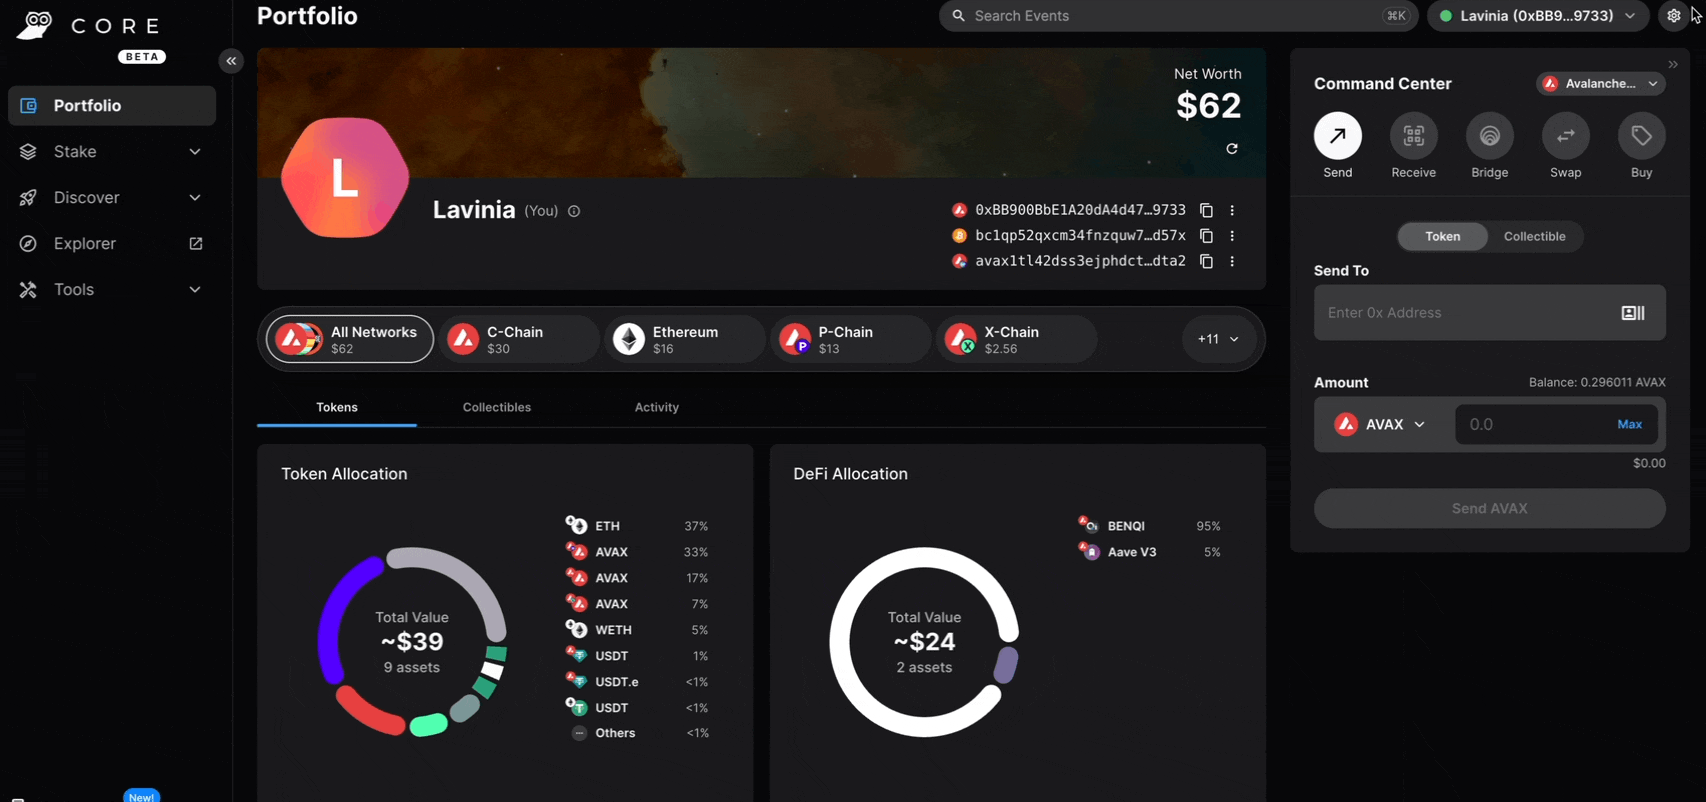 CORE
BETA
Portfolio
Stake
Discover
Explorer
Tools
New!
Portfolio
Search Events
⌘K
Lavinia (0xBB9...9733)
Net Worth
$62
L
Lavinia (You)
0xBB900BbE1A20dA4d47…9733
bc1qp52qxcm34fnzquw7…d57x
avax1tl42dss3ejphdct…dta2
All Networks
$62
C-Chain
$30
Ethereum
$16
P-Chain
$13
X-Chain
$2.56
+11
Tokens
Collectibles
Activity
Token Allocation
Total Value
~$39
9 assets
ETH 37%
AVAX 33%
AVAX 17%
AVAX 7%
WETH 5%
USDT 1%
USDT.e <1%
USDT <1%
Others <1%
DeFi Allocation
Total Value
~$24
2 assets
BENQI 95%
Aave V3 5%
Command Center
Avalanche...
Send
Receive
Bridge
Swap
Buy
Token
Collectible
Send To
Enter 0x Address
Amount
Balance: 0.296011 AVAX
AVAX
0.0
Max
$0.00
Send AVAX